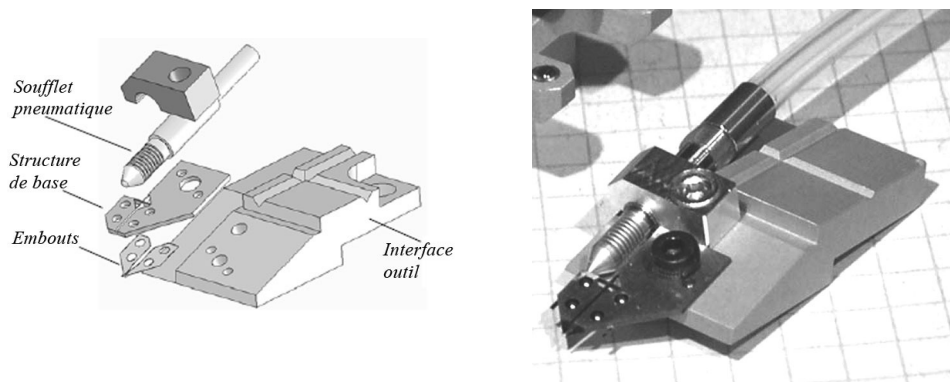 Soufflet
pneumatique
Structure
de base
Embouts
Interface
outil